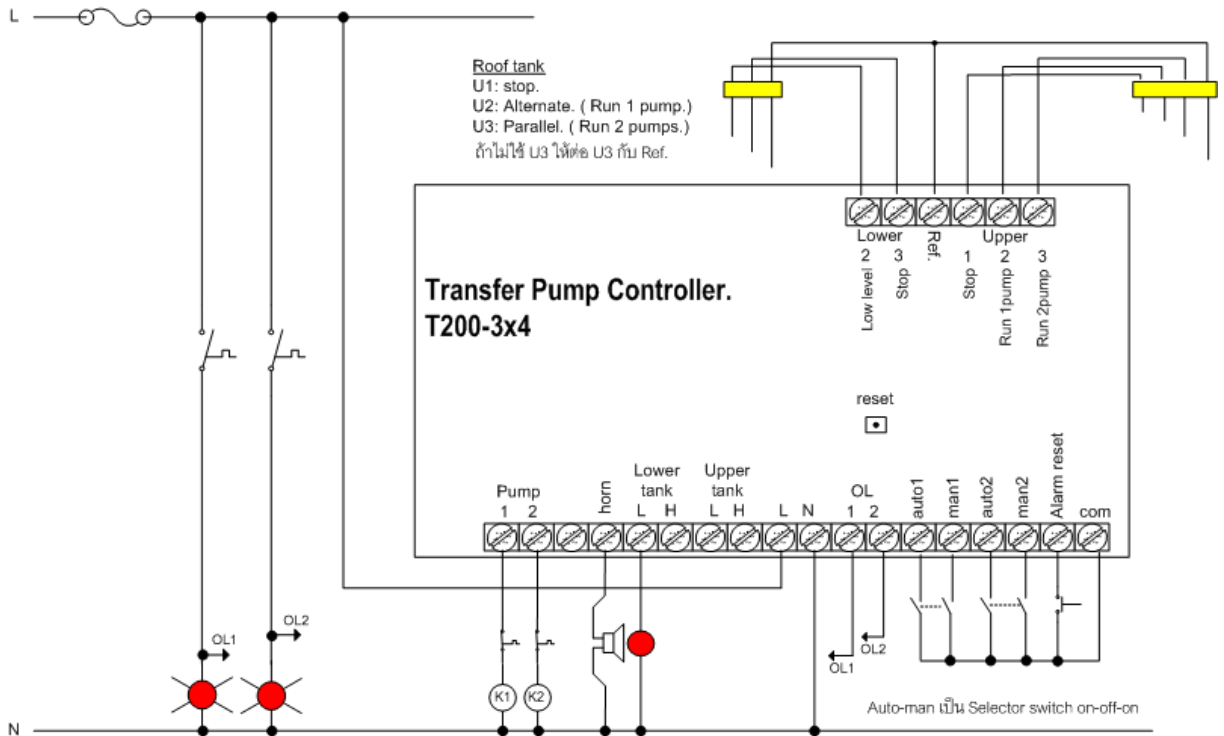 L
Roof tank
U1: stop.
U2: Alternate. ( Run 1 pump.)
U3: Parallel. ( Run 2 pumps.)
ถ้าไม่ใช้ U3 ให้ต่อ U3 กับ Ref.
Lower Ref. Upper
2 3 1 2 3
Low level Stop Stop Run 1pump Run 2pump
Transfer Pump Controller.
T200-3x4
reset
Pump horn Lower tank Upper tank OL auto1 man1 auto2 man2 Alarm reset com
1 2 L H L H L N 1 2
OL1 OL2
OL1 OL2
K1 K2
Auto-man เป็น Selector switch on-off-on
N